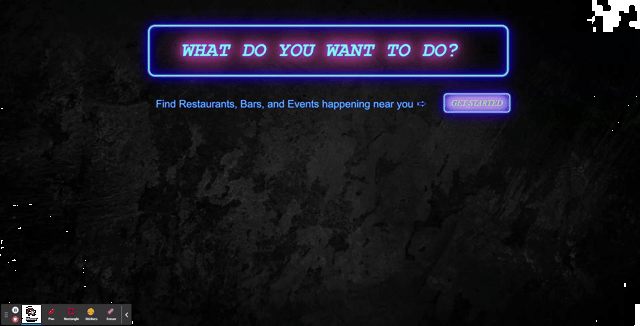 WHAT DO YOU WANT TO DO?
Find Restaurants, Bars, and Events happening near you ➪
GET STARTED
Pen
Rectangle
Stickers
Eraser